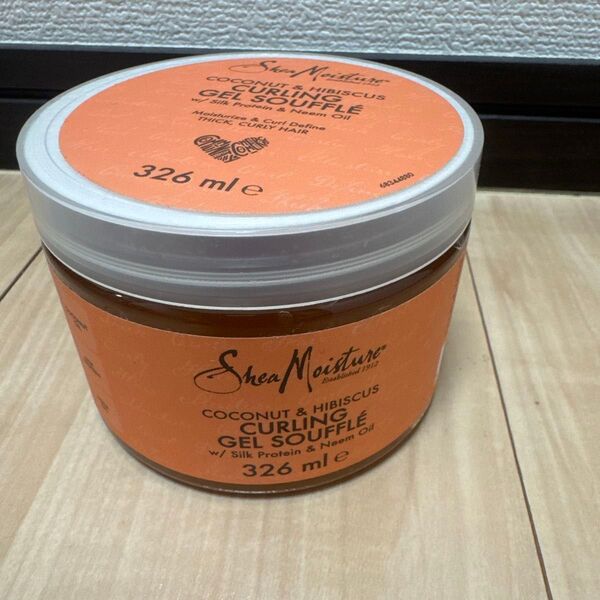 SheaMoisture®
COCONUT & HIBISCUS
CURLING
GEL SOUFFLÉ
w/ Silk Protein & Neem Oil
Moisturize & Curl Define
THICK, CURLY HAIR
326 ml e
68344880
SheaMoisture®
Established 1912
COCONUT & HIBISCUS
CURLING
GEL SOUFFLÉ
w/ Silk Protein & Neem Oil
326 ml e